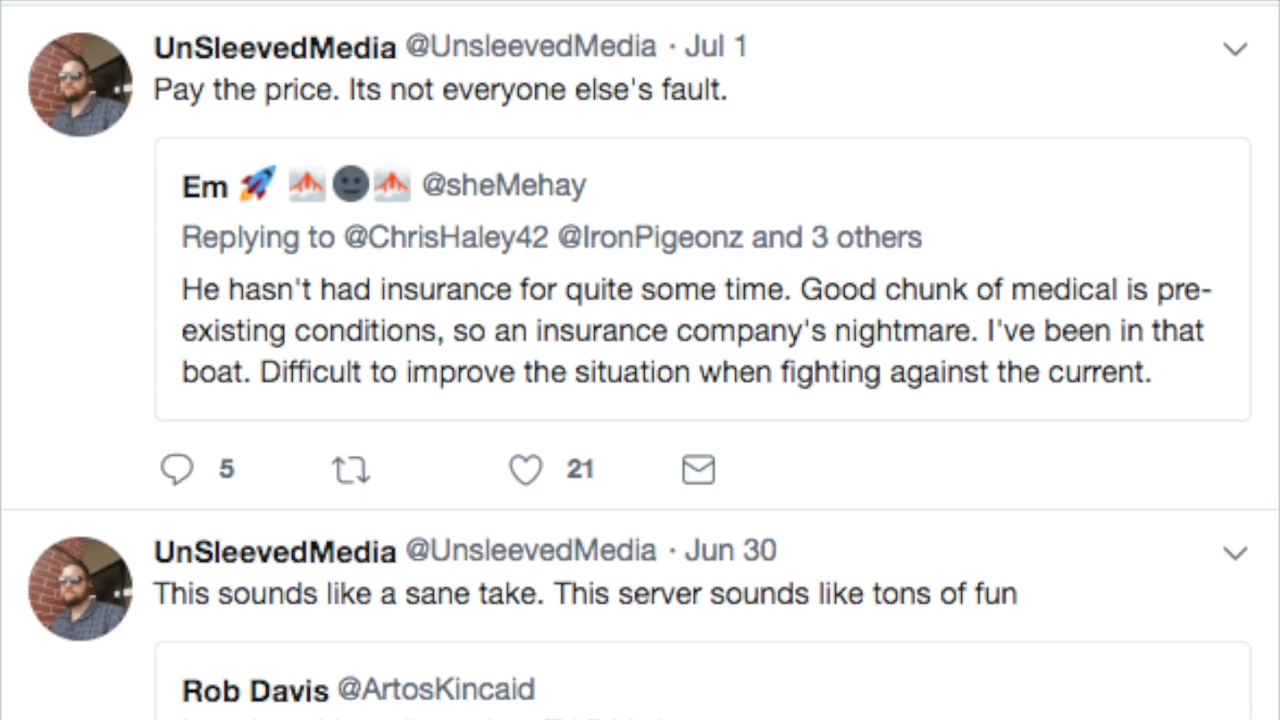 UnSleevedMedia @UnsleevedMedia · Jul 1
Pay the price. Its not everyone else's fault.
Em 🚀 🌁🌚🌁 @sheMehay
Replying to @ChrisHaley42 @IronPigeonz and 3 others
He hasn't had insurance for quite some time. Good chunk of medical is pre-
existing conditions, so an insurance company's nightmare. I've been in that
boat. Difficult to improve the situation when fighting against the current.
5 21
UnSleevedMedia @UnsleevedMedia · Jun 30
This sounds like a sane take. This server sounds like tons of fun
Rob Davis @ArtosKincaid